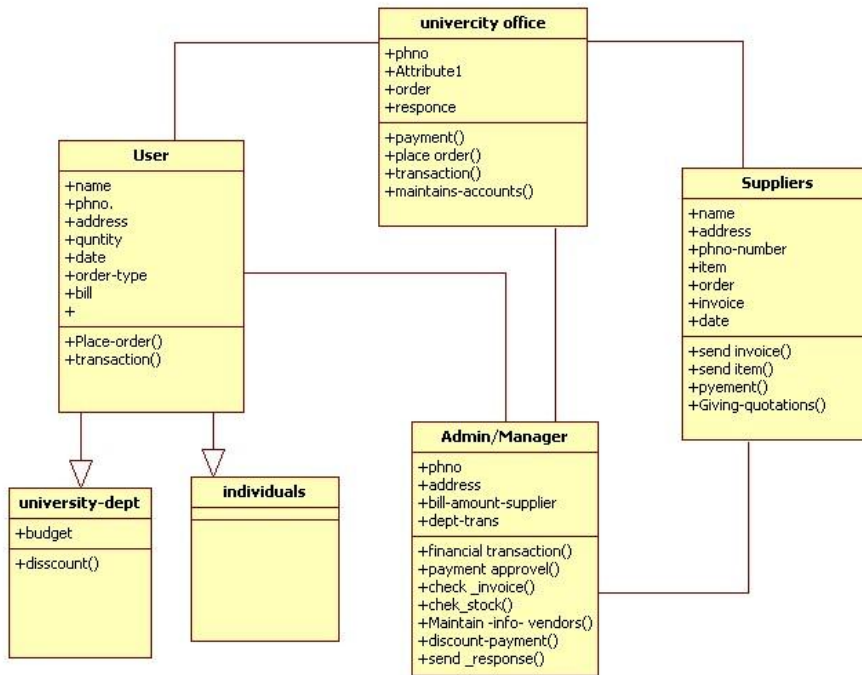 univercity office
+phno
+Attribute1
+order
+responce
+payment()
+place order()
+transaction()
+maintains-accounts()
User
+name
+phno.
+address
+quntity
+date
+order-type
+bill
+
+Place-order()
+transaction()
Suppliers
+name
+address
+phno-number
+item
+order
+invoice
+date
+send invoice()
+send item()
+pyement()
+Giving-quotations()
university-dept
+budget
+disscount()
individuals
Admin/Manager
+phno
+address
+bill-amount-supplier
+dept-trans
+financial transaction()
+payment approvel()
+check _invoice()
+chek_stock()
+Maintain -info- vendors()
+discount-payment()
+send _response()